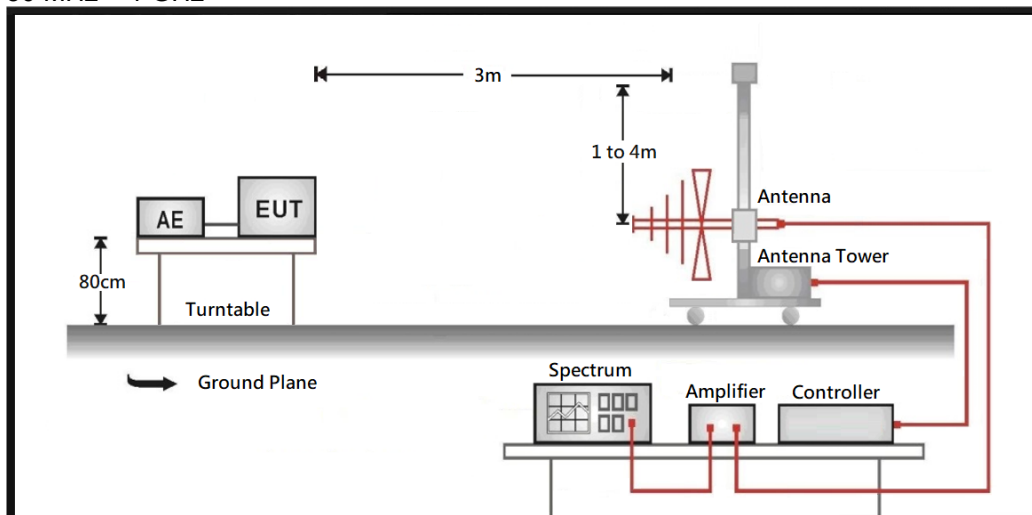 3m
1 to 4m
Antenna
AE
EUT
Antenna Tower
80cm
Turntable
Ground Plane
Spectrum
Amplifier
Controller